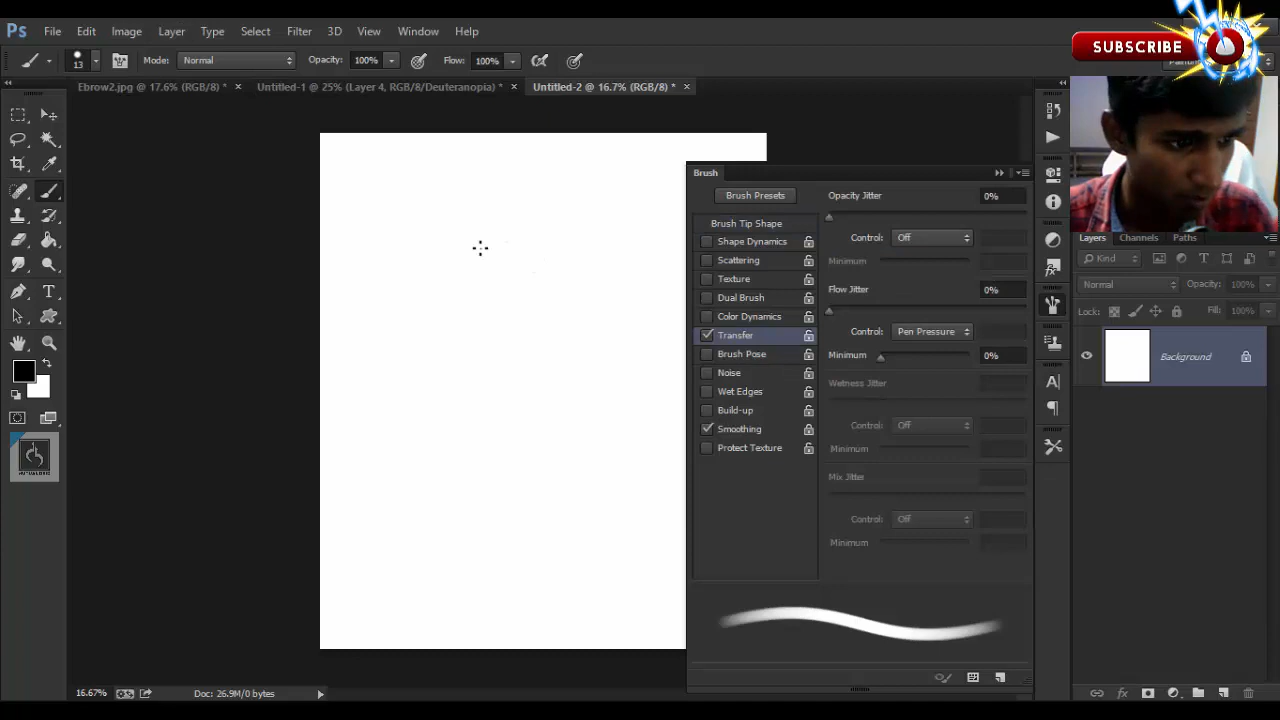 Ps File Edit Image Layer Type Select Filter 3D View Window Help
SUBSCRIBE
13 Mode: Normal Opacity: 100% Flow: 100%
Ebrow2.jpg @ 17.6% (RGB/8) * × Untitled-1 @ 25% (Layer 4, RGB/8/Deuteranopia) * × Untitled-2 @ 16.7% (RGB/8) * ×
Brush
Brush Presets
Brush Tip Shape
Shape Dynamics
Scattering
Texture
Dual Brush
Color Dynamics
Transfer
Brush Pose
Noise
Wet Edges
Build-up
Smoothing
Protect Texture
Opacity Jitter 0%
Control: Off
Minimum
Flow Jitter 0%
Control: Pen Pressure
Minimum 0%
Wetness Jitter
Control: Off
Minimum
Mix Jitter
Control: Off
Minimum
Layers Channels Paths
Kind
Normal Opacity: 100%
Lock: Fill: 100%
Background
16.67% Doc: 26.9M/0 bytes